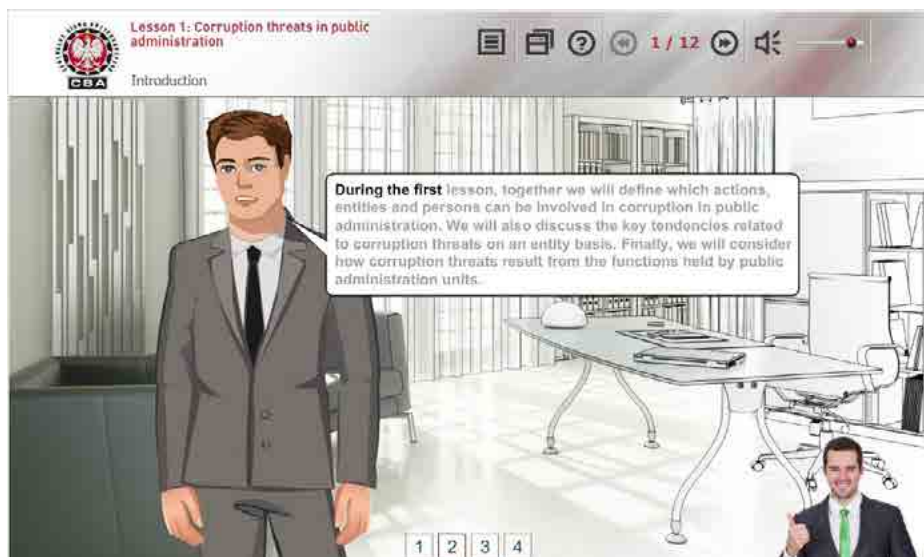 Lesson 1: Corruption threats in public
administration
CBA
Introduction
1 / 12
During the first lesson, together we will define which actions,
entities and persons can be involved in corruption in public
administration. We will also discuss the key tendencies related
to corruption threats on an entity basis. Finally, we will consider
how corruption threats result from the functions held by public
administration units.
1 2 3 4